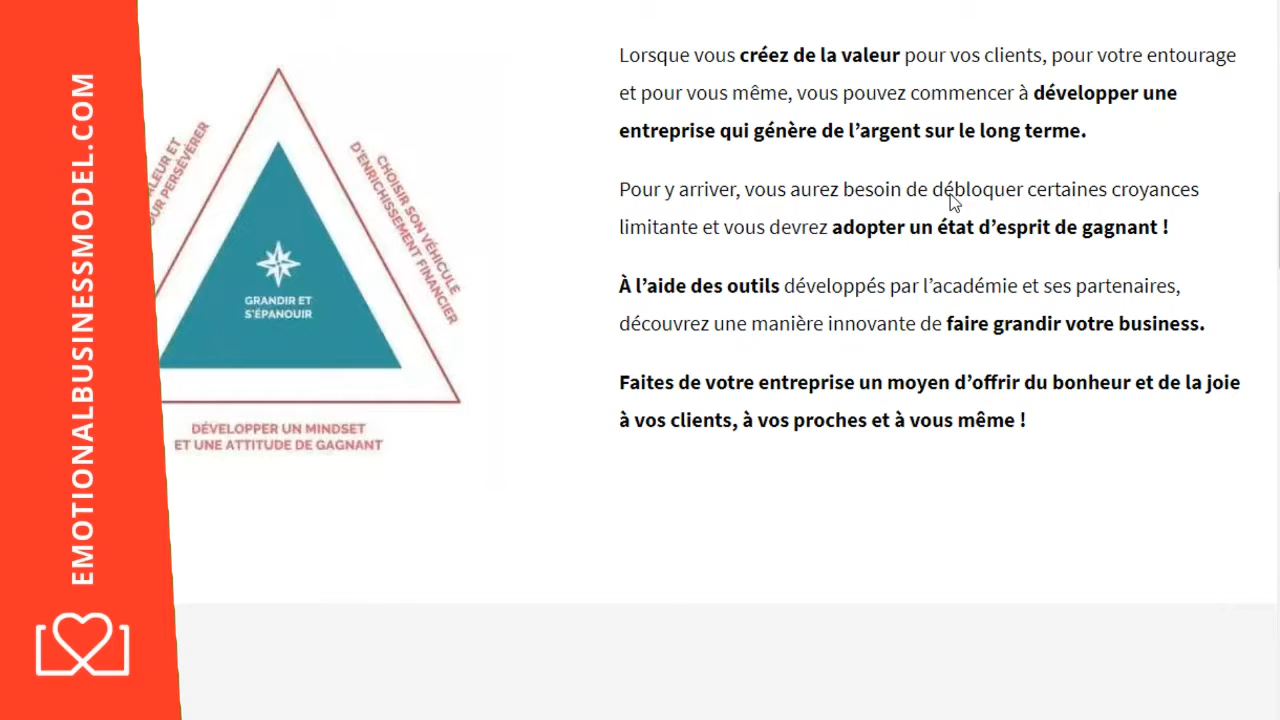 EMOTIONALBUSINESSMODEL.COM
ET
PERSÉVÉRER
CHOISIR SON VÉHICULE
D'ENRICHISSEMENT FINANCIER
GRANDIR ET
S'ÉPANOUIR
DÉVELOPPER UN MINDSET
ET UNE ATTITUDE DE GAGNANT
Lorsque vous créez de la valeur pour vos clients, pour votre entourage
et pour vous même, vous pouvez commencer à développer une
entreprise qui génère de l’argent sur le long terme.
Pour y arriver, vous aurez besoin de débloquer certaines croyances
limitante et vous devrez adopter un état d’esprit de gagnant !
À l’aide des outils développés par l’académie et ses partenaires,
découvrez une manière innovante de faire grandir votre business.
Faites de votre entreprise un moyen d’offrir du bonheur et de la joie
à vos clients, à vos proches et à vous même !